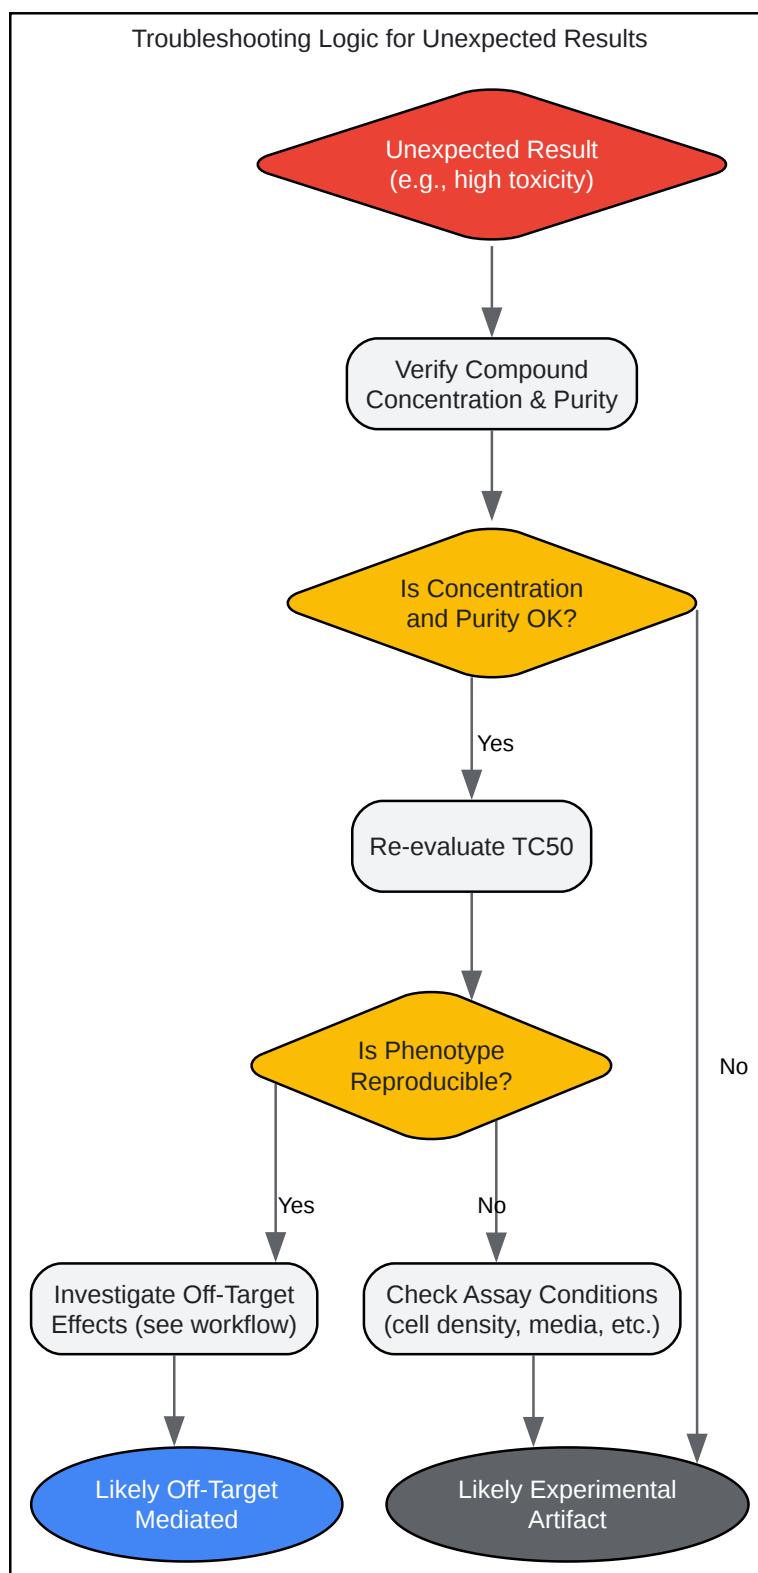 Troubleshooting Logic for Unexpected Results
Unexpected Result
(e.g., high toxicity)
Verify Compound
Concentration & Purity
Is Concentration
and Purity OK?
Yes
Re-evaluate TC50
Is Phenotype
Reproducible?
No
Yes
No
Investigate Off-Target
Effects (see workflow)
Check Assay Conditions
(cell density, media, etc.)
Likely Off-Target
Mediated
Likely Experimental
Artifact